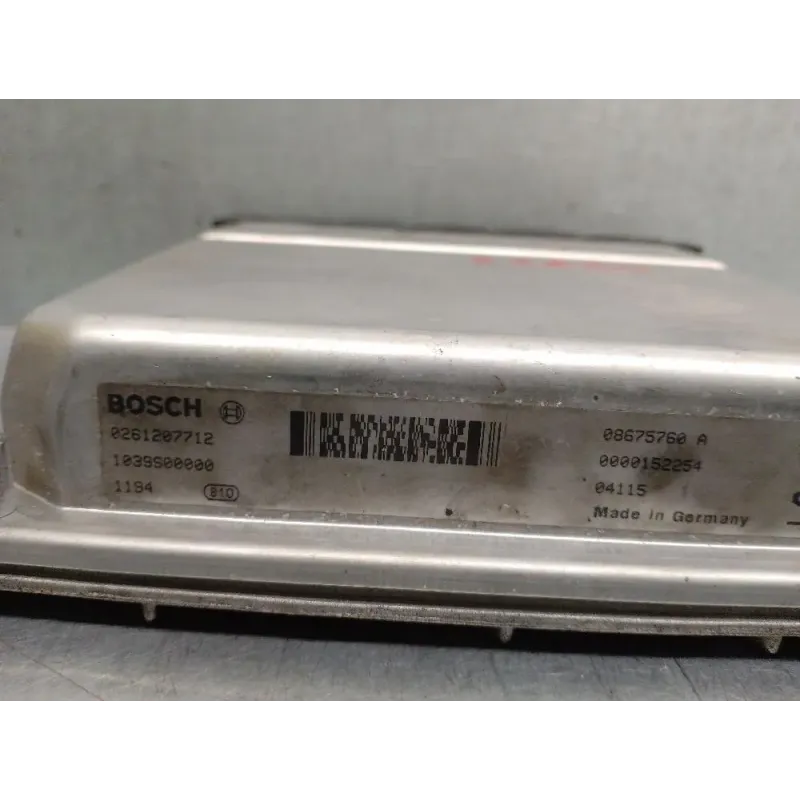 BOSCH
0261207712
1039S00000
1194
810
08675760 A
0000152254
04115
Made in Germany